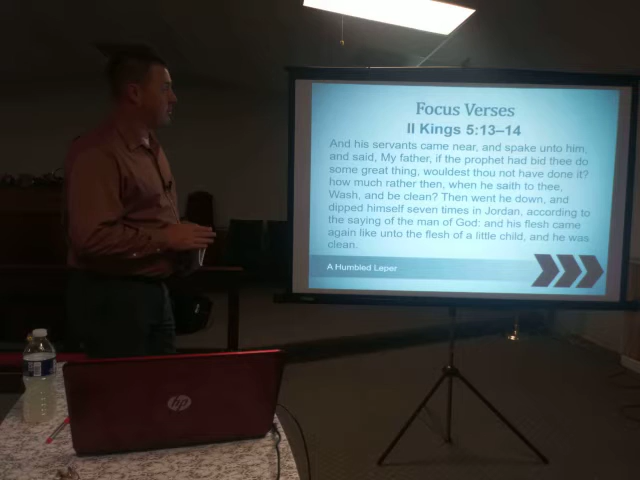 Focus Verses
II Kings 5:13–14
And his servants came near, and spake unto him,
and said, My father, if the prophet had bid thee do
some great thing, wouldest thou not have done it?
how much rather then, when he saith to thee,
Wash, and be clean? Then went he down, and
dipped himself seven times in Jordan, according to
the saying of the man of God: and his flesh came
again like unto the flesh of a little child, and he was
clean.
A Humbled Leper
hp